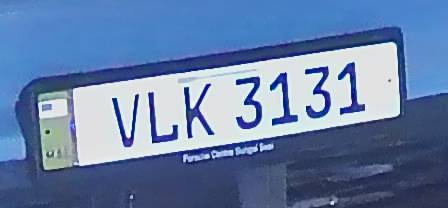 VLK 3131
Porsche Centre Sungai Besi